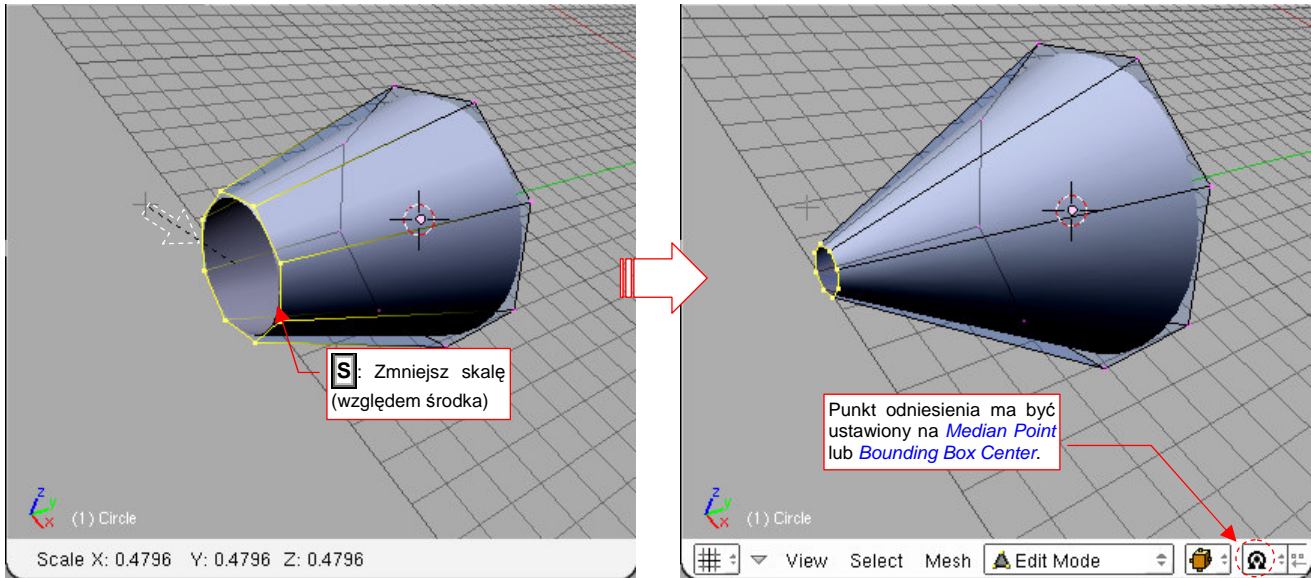 S: Zmniejsz skalę
(względem środka)
z
y
x
(1) Circle
Scale X: 0.4796 Y: 0.4796 Z: 0.4796
Punkt odniesienia ma być
ustawiony na Median Point
lub Bounding Box Center.
z
y
x
(1) Circle
View Select Mesh Edit Mode